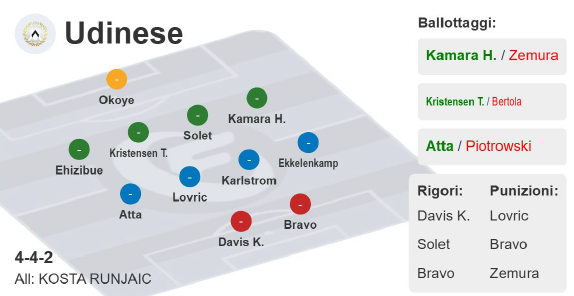 Udinese
Okoye
Kamara H.
Solet
Kristensen T.
Ehizibue
Ekkelenkamp
Karlstrom
Lovric
Atta
Bravo
Davis K.
4-4-2
All: KOSTA RUNJAIC
Ballottaggi:
Kamara H. / Zemura
Kristensen T. / Bertola
Atta / Piotrowski
Rigori: Punizioni:
Davis K. Lovric
Solet Bravo
Bravo Zemura